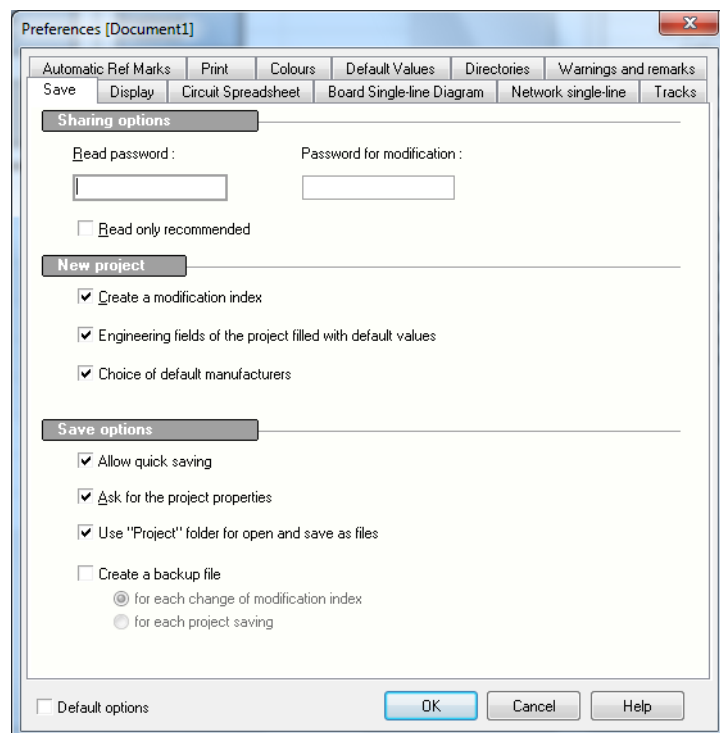 Preferences [Document1]
Automatic Ref Marks Print Colours Default Values Directories Warnings and remarks
Save Display Circuit Spreadsheet Board Single-line Diagram Network single-line Tracks
Sharing options
Read password : Password for modification :
Read only recommended
New project
Create a modification index
Engineering fields of the project filled with default values
Choice of default manufacturers
Save options
Allow quick saving
Ask for the project properties
Use "Project" folder for open and save as files
Create a backup file
for each change of modification index
for each project saving
Default options OK Cancel Help